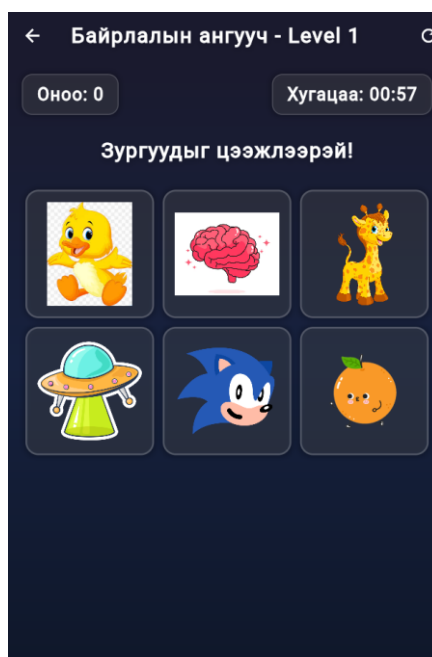 Байрлалын ангууч - Level 1
Оноо: 0
Хугацаа: 00:57
Зургуудыг цээжлээрэй!